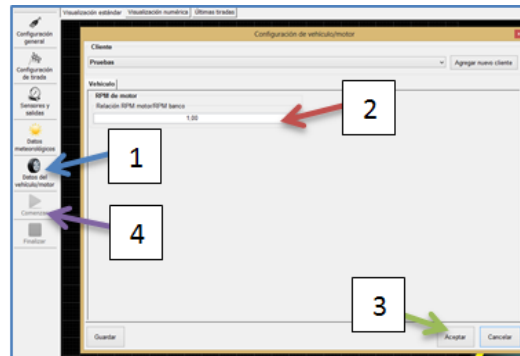 Visualización estándar Visualización numérica Últimas tiradas
Configuración
general
Configuración
de tirada
Sensores y
salidas
Datos
meteorológicos
Datos del
vehículo/motor
Comenzar
Finalizar
Configuración de vehículo/motor
Cliente
Pruebas
Agregar nuevo cliente
Vehículo
RPM de motor
Relación RPM motor/RPM banco
1,00
Guardar
Aceptar
Cancelar
1
2
3
4